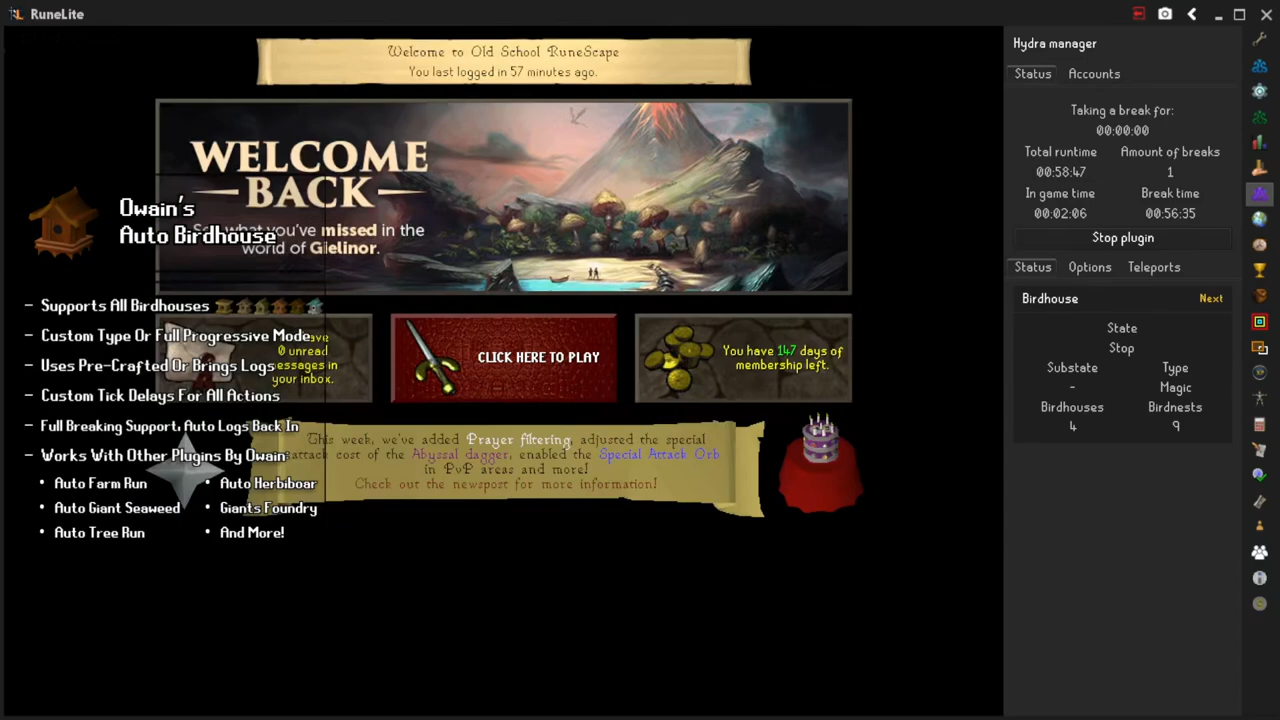 RuneLite
Welcome to Old School RuneScape
You last logged in 57 minutes ago.
WELCOME
BACK
See what you've missed in the
world of Gielinor.
Owain's
Auto Birdhouse
- Supports All Birdhouses
- Custom Type Or Full Progressive Mode
- Uses Pre-Crafted Or Brings Logs
- Custom Tick Delays For All Actions
- Full Breaking Support, Auto Logs Back In
- Works With Other Plugins By Owain
• Auto Farm Run
• Auto Herbiboar
• Auto Giant Seaweed
• Giants Foundry
• Auto Tree Run
• And More!
0 unread
your inbox.
CLICK HERE TO PLAY
You have 147 days of
membership left.
This week, we've added Prayer filtering, adjusted the special
attack cost of the Abyssal dagger, enabled the Special Attack Orb
in PvP areas and more!
Check out the newspost for more information!
Hydra manager
Status Accounts
Taking a break for:
00:00:00
Total runtime Amount of breaks
00:58:47 1
In game time Break time
00:02:06 00:56:35
Stop plugin
Status Options Teleports
Birdhouse Next
State
Stop
Substate Type
- Magic
Birdhouses Birdnests
4 9